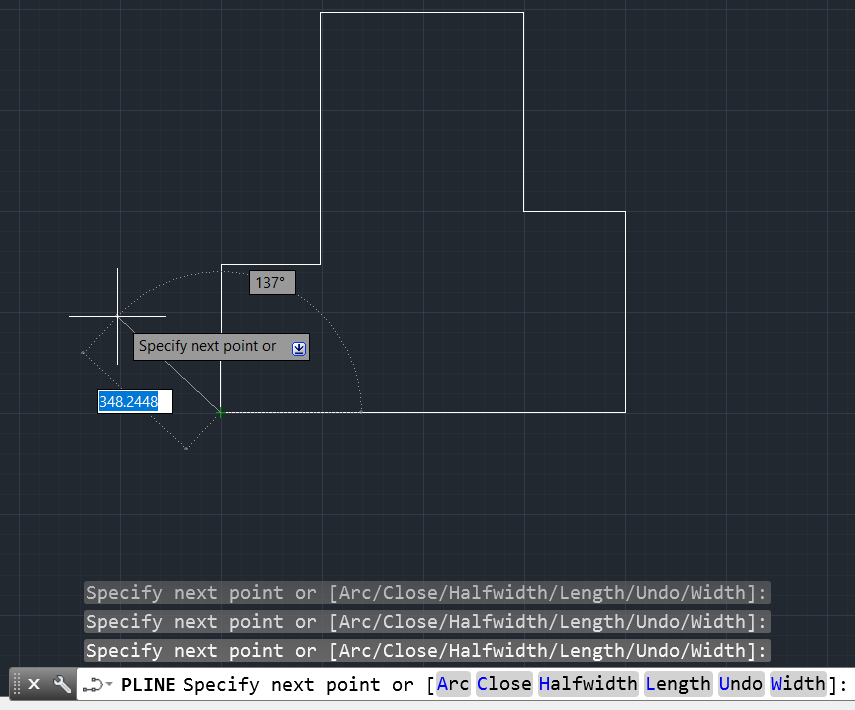 137°
Specify next point or
348.2448
Specify next point or [Arc/Close/Halfwidth/Length/Undo/Width]:
Specify next point or [Arc/Close/Halfwidth/Length/Undo/Width]:
Specify next point or [Arc/Close/Halfwidth/Length/Undo/Width]:
PLINE Specify next point or [Arc Close Halfwidth Length Undo Width]: